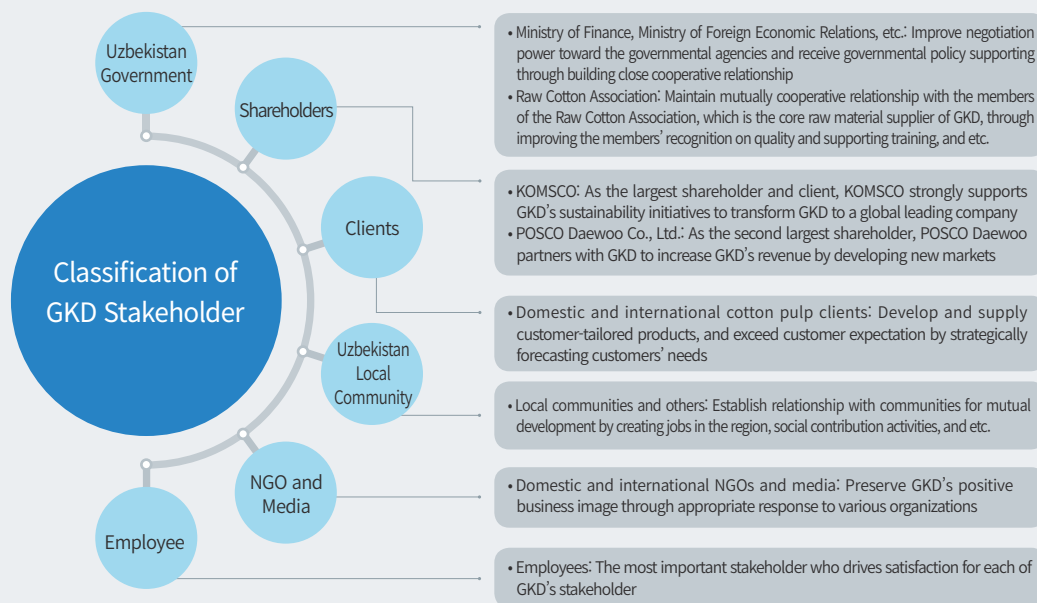 Uzbekistan
Government
Shareholders
Clients
Uzbekistan
Local
Community
NGO and
Media
Employee
Classification of
GKD Stakeholder
• Ministry of Finance, Ministry of Foreign Economic Relations, etc.: Improve negotiation
power toward the governmental agencies and receive governmental policy supporting
through building close cooperative relationship
• Raw Cotton Association: Maintain mutually cooperative relationship with the members
of the Raw Cotton Association, which is the core raw material supplier of GKD, through
improving the members’ recognition on quality and supporting training, and etc.
• KOMSCO: As the largest shareholder and client, KOMSCO strongly supports
GKD’s sustainability initiatives to transform GKD to a global leading company
• POSCO Daewoo Co., Ltd.: As the second largest shareholder, POSCO Daewoo
partners with GKD to increase GKD’s revenue by developing new markets
• Domestic and international cotton pulp clients: Develop and supply
customer-tailored products, and exceed customer expectation by strategically
forecasting customers’ needs
• Local communities and others: Establish relationship with communities for mutual
development by creating jobs in the region, social contribution activities, and etc.
• Domestic and international NGOs and media: Preserve GKD’s positive
business image through appropriate response to various organizations
• Employees: The most important stakeholder who drives satisfaction for each of
GKD’s stakeholder